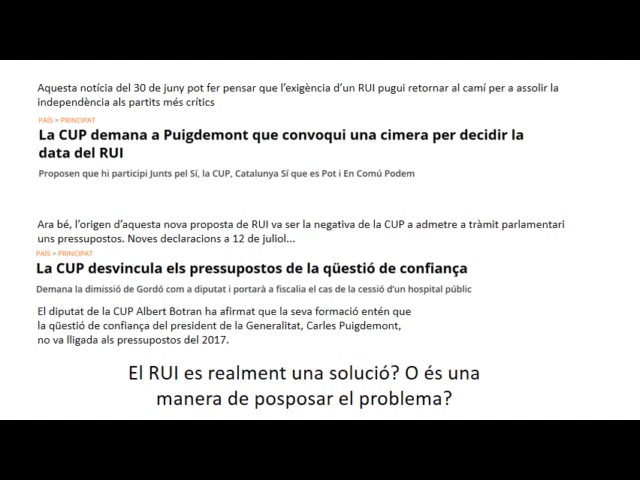 Aquesta notícia del 30 de juny pot fer pensar que l'exigència d'un RUI pugui retornar al camí per a assolir la
independència als partits més crítics
PAÍS > PRINCIPAT
La CUP demana a Puigdemont que convoqui una cimera per decidir la
data del RUI
Proposen que hi participi Junts pel Sí, la CUP, Catalunya Sí que es Pot i En Comú Podem
Ara bé, l'origen d'aquesta nova proposta de RUI va ser la negativa de la CUP a admetre a tràmit parlamentari
uns pressupostos. Noves declaracions a 12 de juliol...
PAÍS > PRINCIPAT
La CUP desvincula els pressupostos de la qüestió de confiança
Demana la dimissió de Gordó com a diputat i portarà a fiscalia el cas de la cessió d'un hospital públic
El diputat de la CUP Albert Botran ha afirmat que la seva formació entén que
la qüestió de confiança del president de la Generalitat, Carles Puigdemont,
no va lligada als pressupostos del 2017.
El RUI es realment una solució? O és una
manera de posposar el problema?